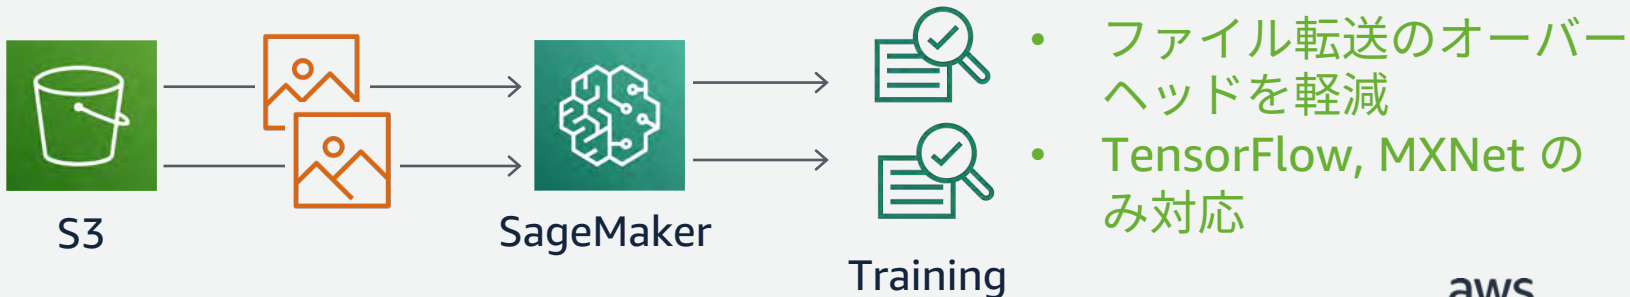 S3
SageMaker
Training
• ファイル転送のオーバー
ヘッドを軽減
• TensorFlow, MXNet の
み対応
aws